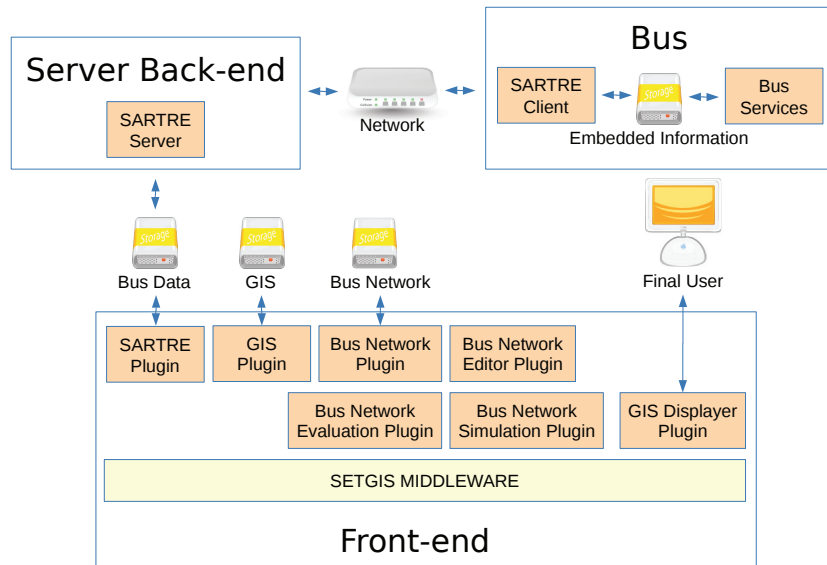 Server Back-end
SARTRE
Server
Network
Bus
SARTRE
Client
Storage
Bus
Services
Embedded Information
Storage
Bus Data
Storage
GIS
Storage
Bus Network
Final User
SARTRE
Plugin
GIS
Plugin
Bus Network
Plugin
Bus Network
Editor Plugin
Bus Network
Evaluation Plugin
Bus Network
Simulation Plugin
GIS Displayer
Plugin
SETGIS MIDDLEWARE
Front-end